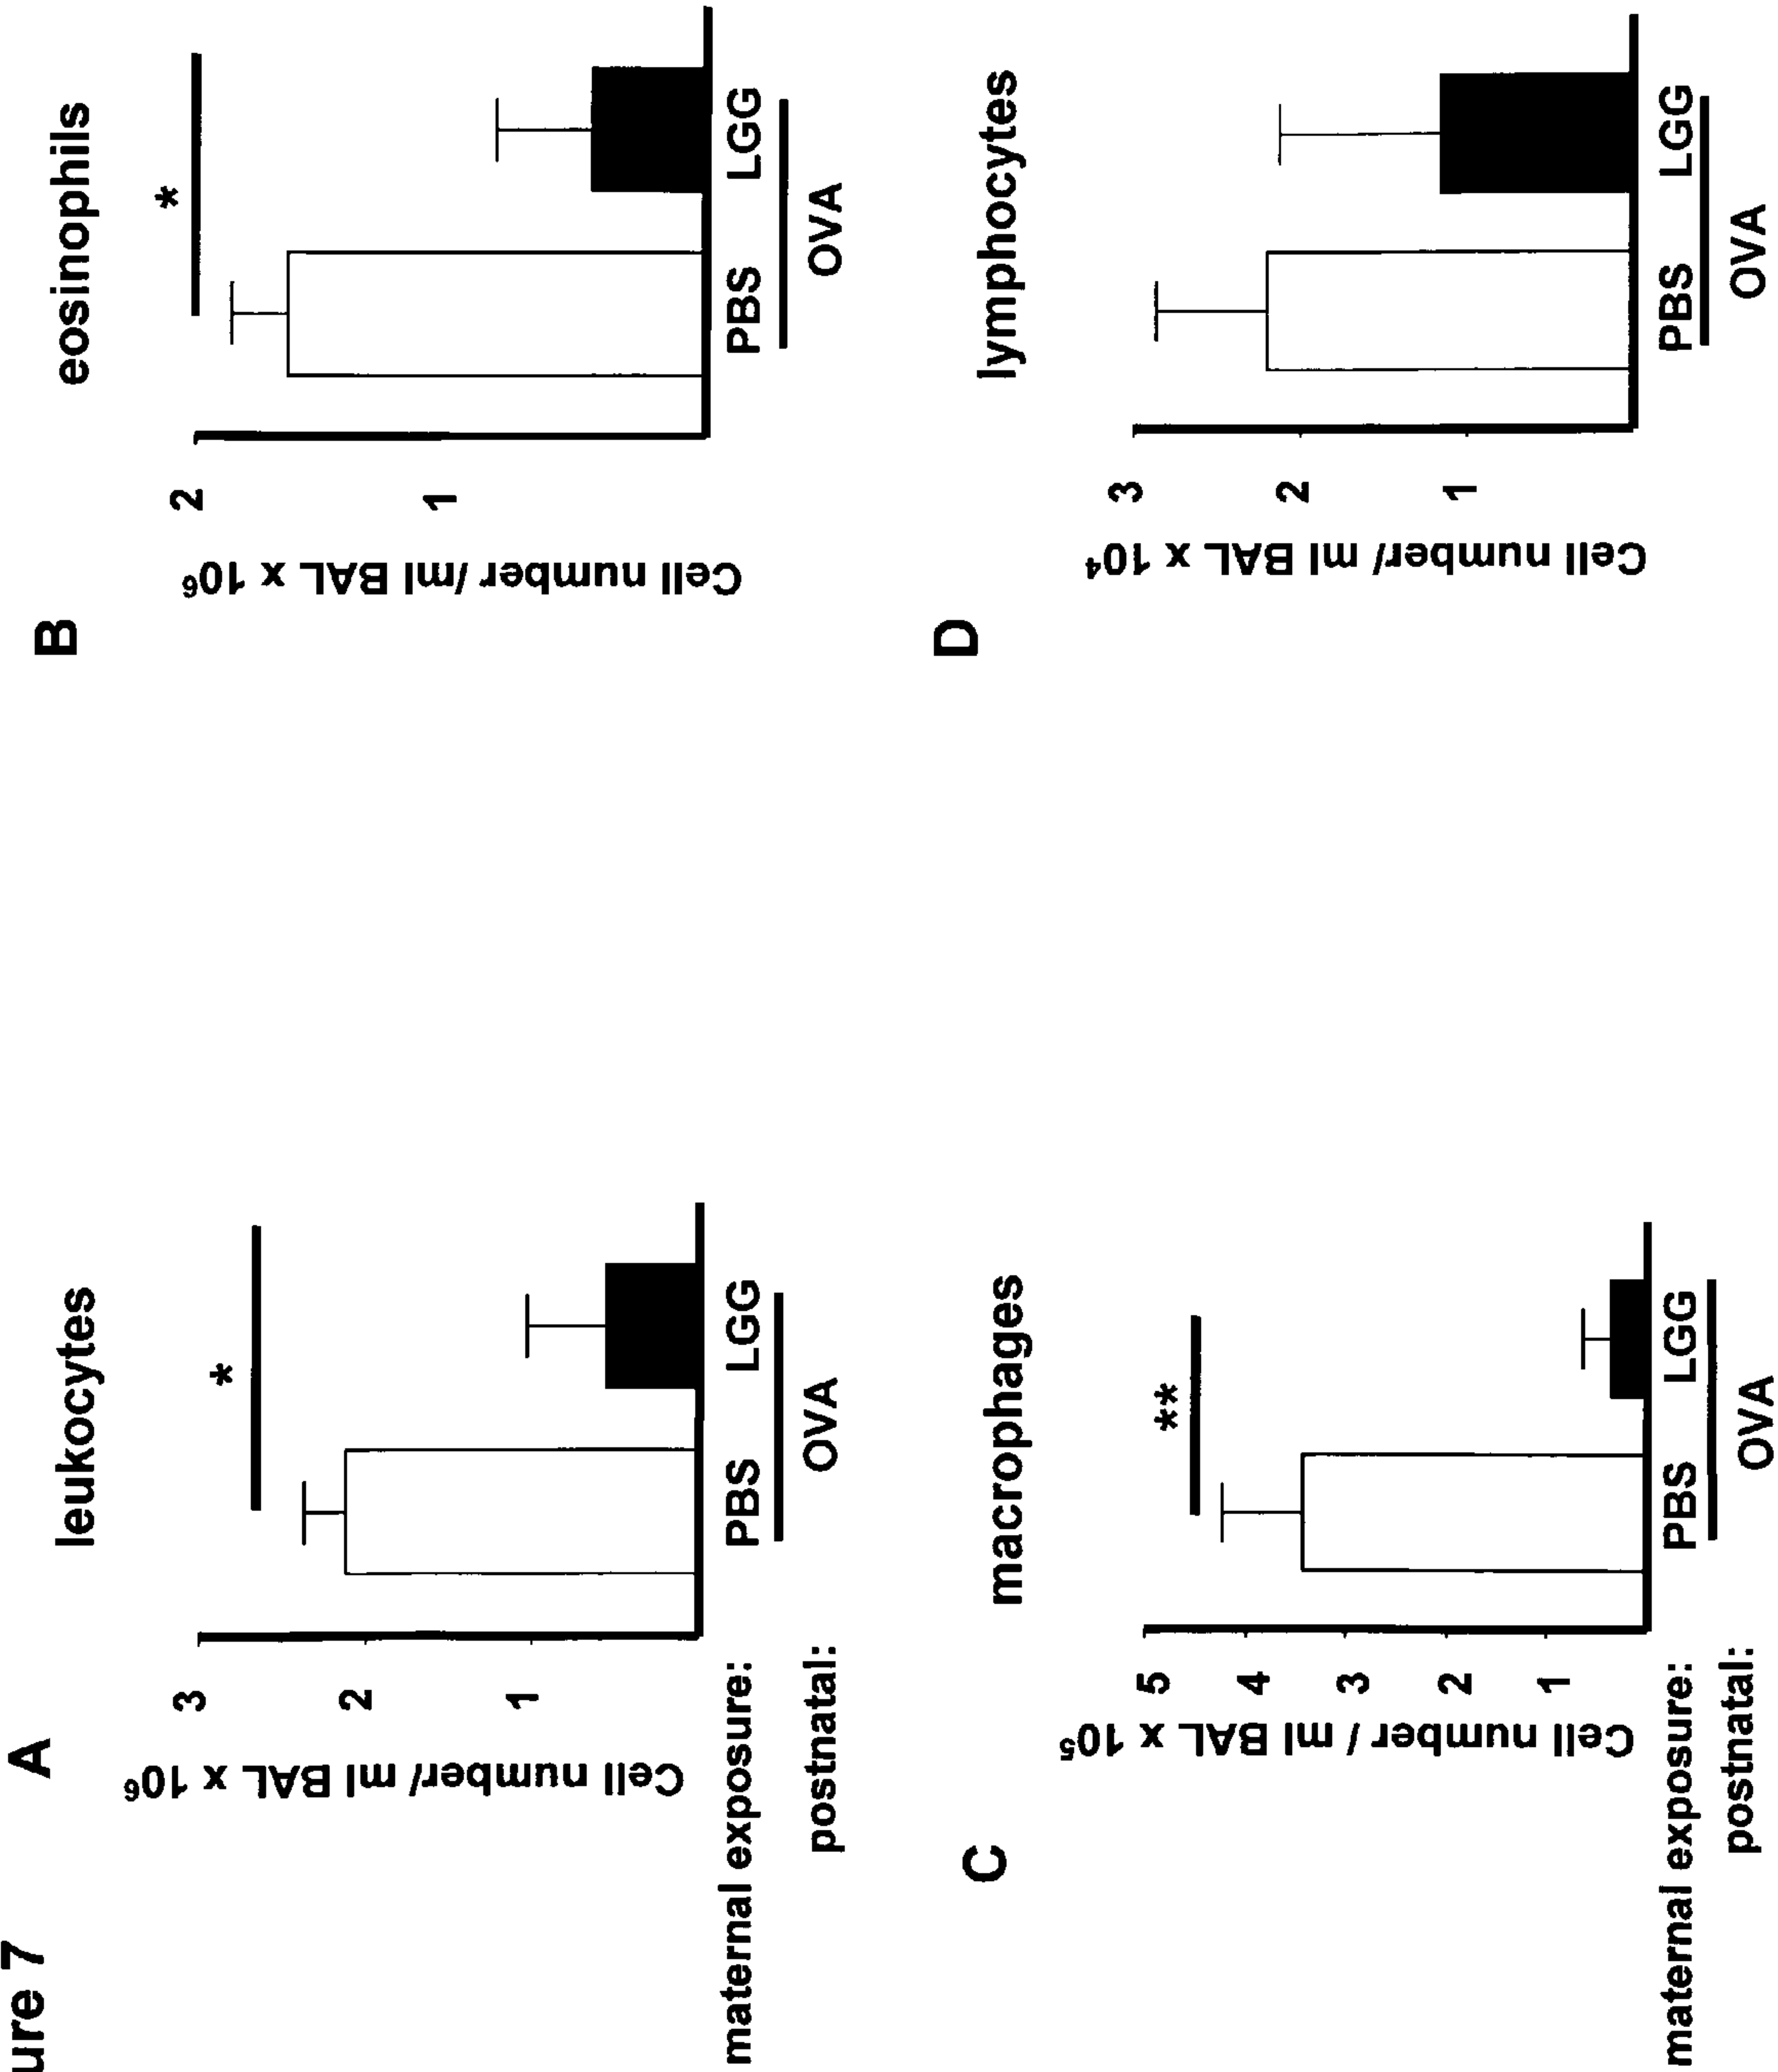 ure 7
A
leukocytes
*
Cell number/ ml BAL x 10⁶
3
2
1
maternal exposure: PBS LGG
postnatal: OVA
B
eosinophils
*
Cell number /ml BAL x 10⁶
2
1
PBS LGG
OVA
C
macrophages
**
Cell number / ml BAL x 10⁵
5
4
3
2
1
maternal exposure: PBS LGG
postnatal: OVA
D
lymphocytes
Cell number/ ml BAL x 10⁴
3
2
1
PBS LGG
OVA